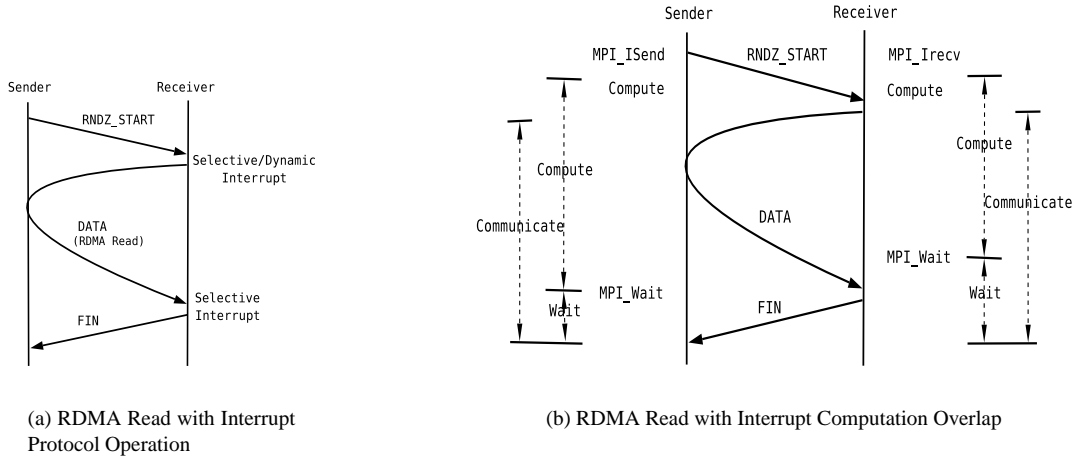 Sender
Receiver
RNDZ_START
Selective/Dynamic
Interrupt
DATA
(RDMA Read)
Selective
Interrupt
FIN
(a) RDMA Read with Interrupt
Protocol Operation
Sender
Receiver
MPI_ISend
RNDZ_START
MPI_Irecv
Compute
Compute
Compute
Compute
Communicate
Communicate
DATA
MPI_Wait
MPI_Wait
Wait
Wait
FIN
(b) RDMA Read with Interrupt Computation Overlap